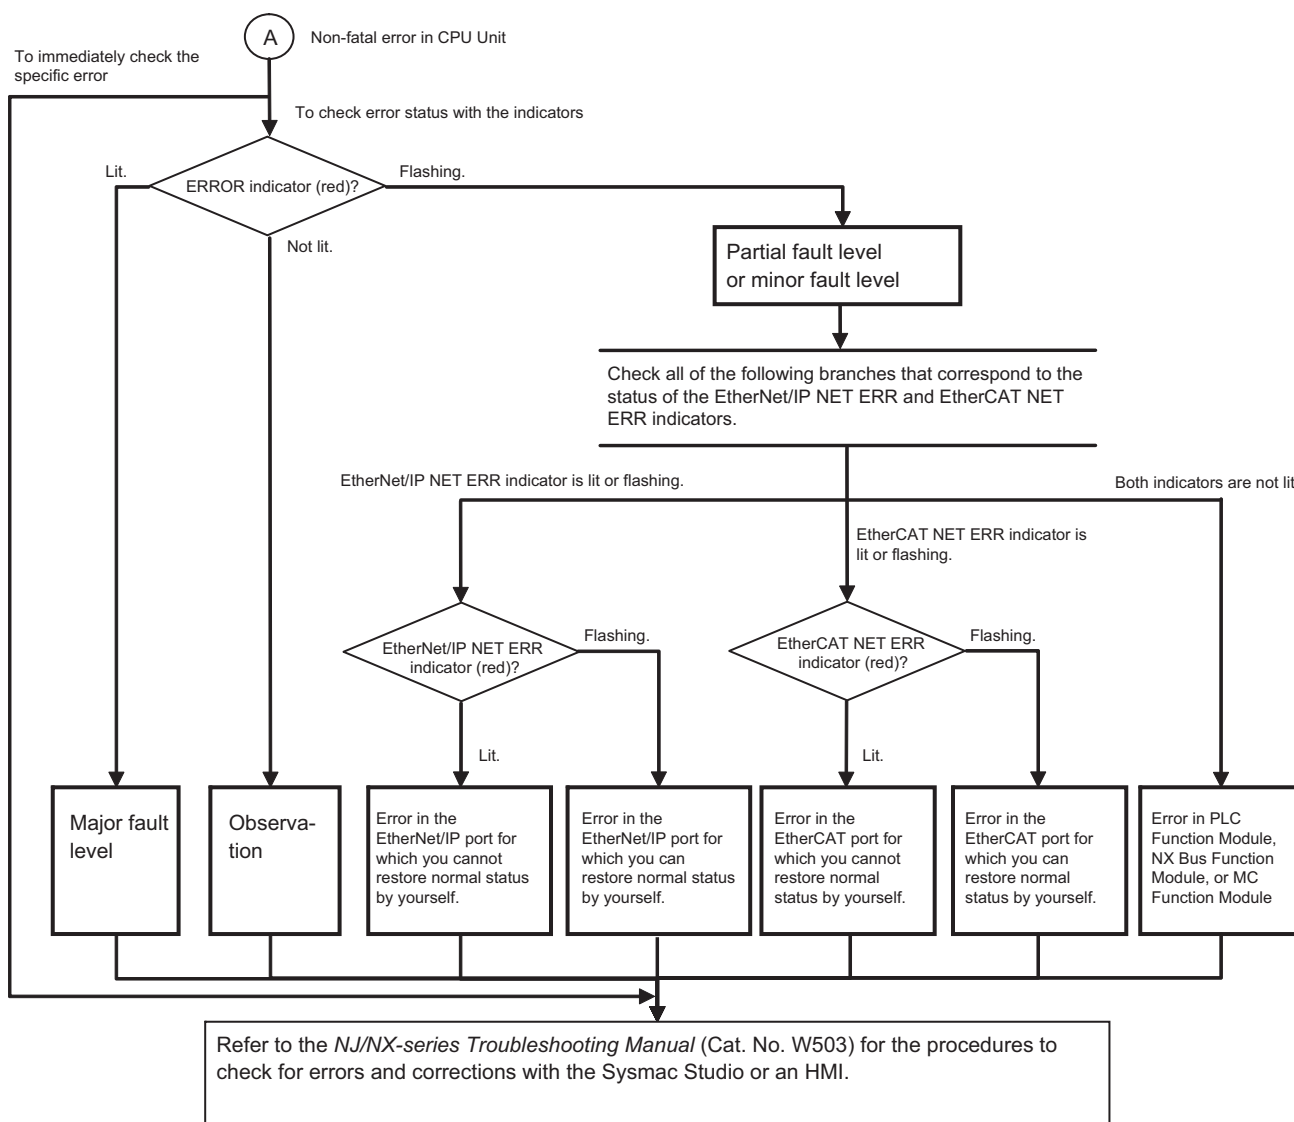 A
Non-fatal error in CPU Unit
To immediately check the
specific error
To check error status with the indicators
Lit.
ERROR indicator (red)?
Flashing.
Not lit.
Partial fault level
or minor fault level
Check all of the following branches that correspond to the
status of the EtherNet/IP NET ERR and EtherCAT NET
ERR indicators.
EtherNet/IP NET ERR indicator is lit or flashing.
Both indicators are not lit
EtherCAT NET ERR indicator is
lit or flashing.
EtherNet/IP NET ERR
indicator (red)?
Flashing.
EtherCAT NET ERR
indicator (red)?
Flashing.
Lit.
Lit.
Major fault
level
Observa-
tion
Error in the
EtherNet/IP port for
which you cannot
restore normal status
by yourself.
Error in the
EtherNet/IP port for
which you can
restore normal status
by yourself.
Error in the
EtherCAT port for
which you cannot
restore normal
status by yourself.
Error in the
EtherCAT port for
which you can
restore normal
status by yourself.
Error in PLC
Function Module,
NX Bus Function
Module, or MC
Function Module
Refer to the NJ/NX-series Troubleshooting Manual (Cat. No. W503) for the procedures to
check for errors and corrections with the Sysmac Studio or an HMI.